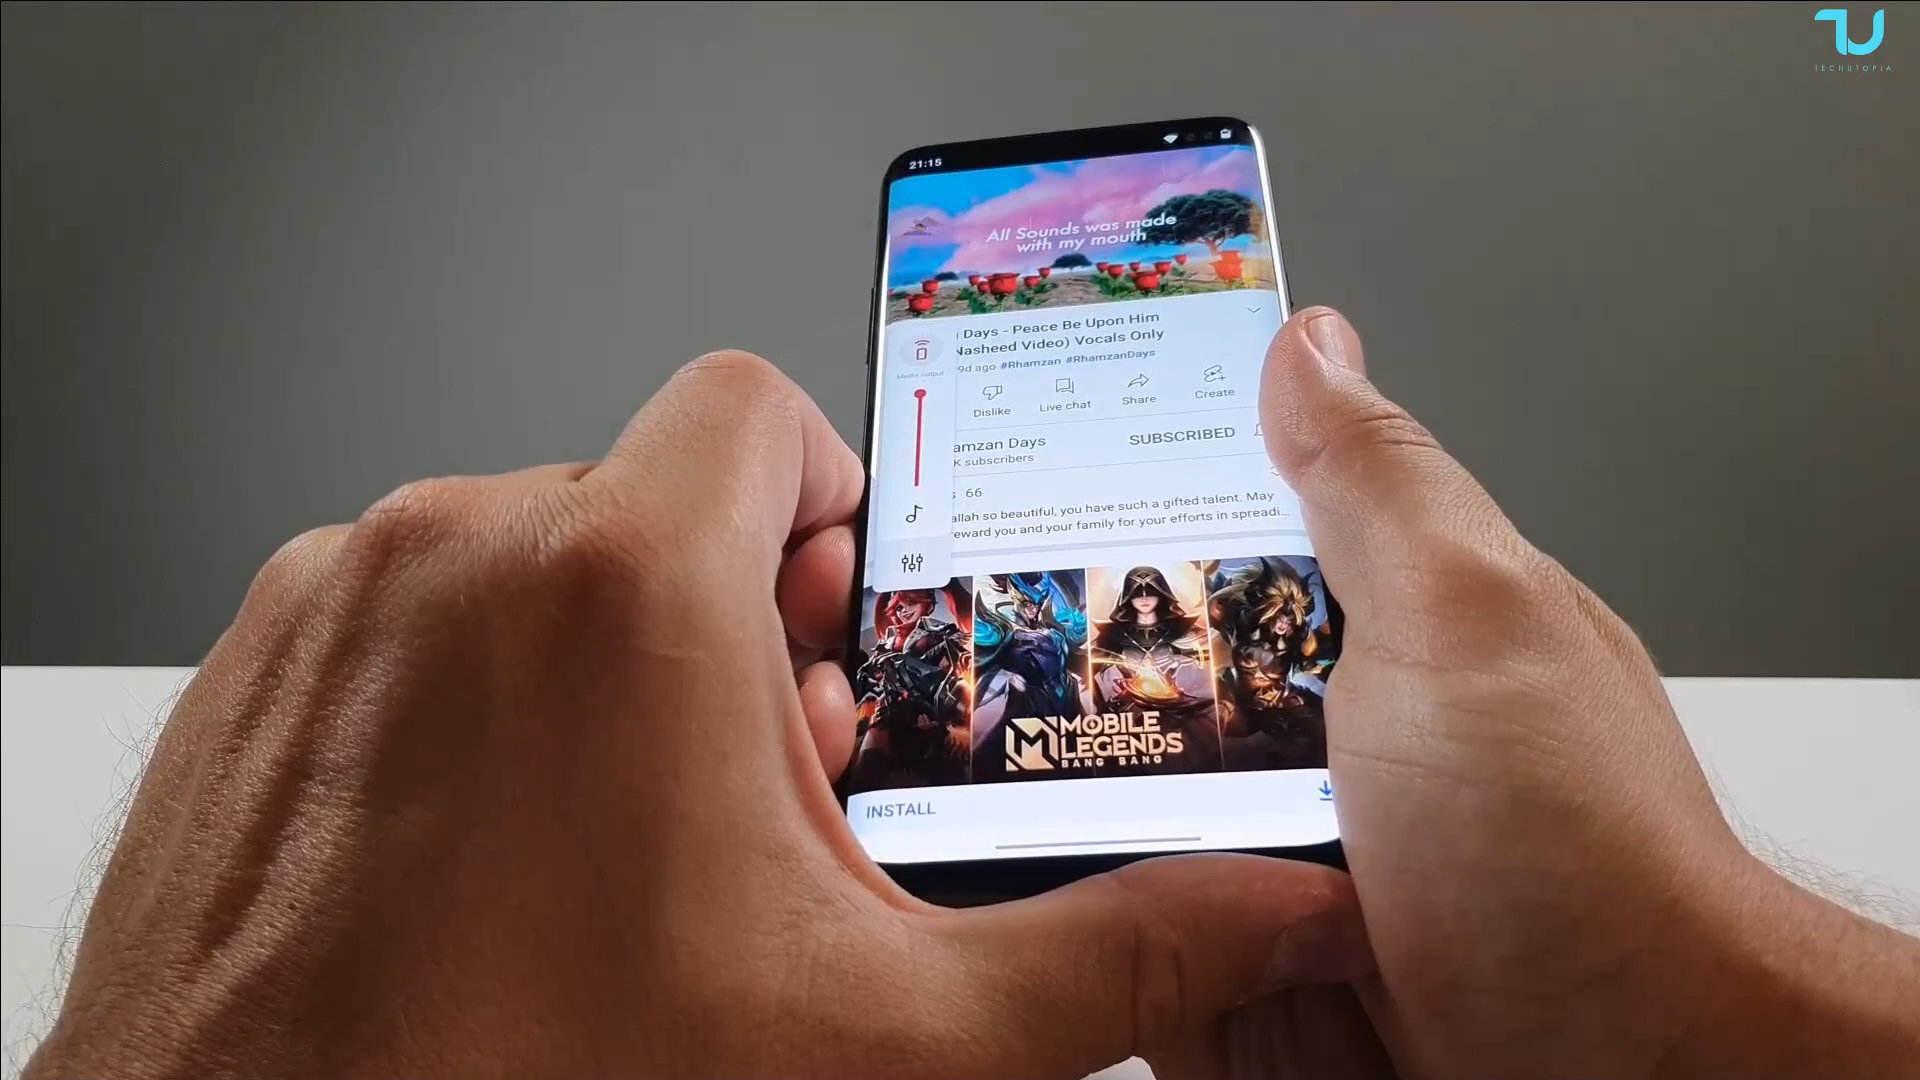 TECHUTOPIA
21:15
All Sounds was made
with my mouth
Days - Peace Be Upon Him
Nasheed Video) Vocals Only
9d ago #Rhamzan #RhamzanDays
Media output
Dislike
Live chat
Share
Create
amzan Days
SUBSCRIBED
K subscribers
s 66
allah so beautiful, you have such a gifted talent. May
reward you and your family for your efforts in spreadi...
MOBILE
LEGENDS
BANG BANG
INSTALL